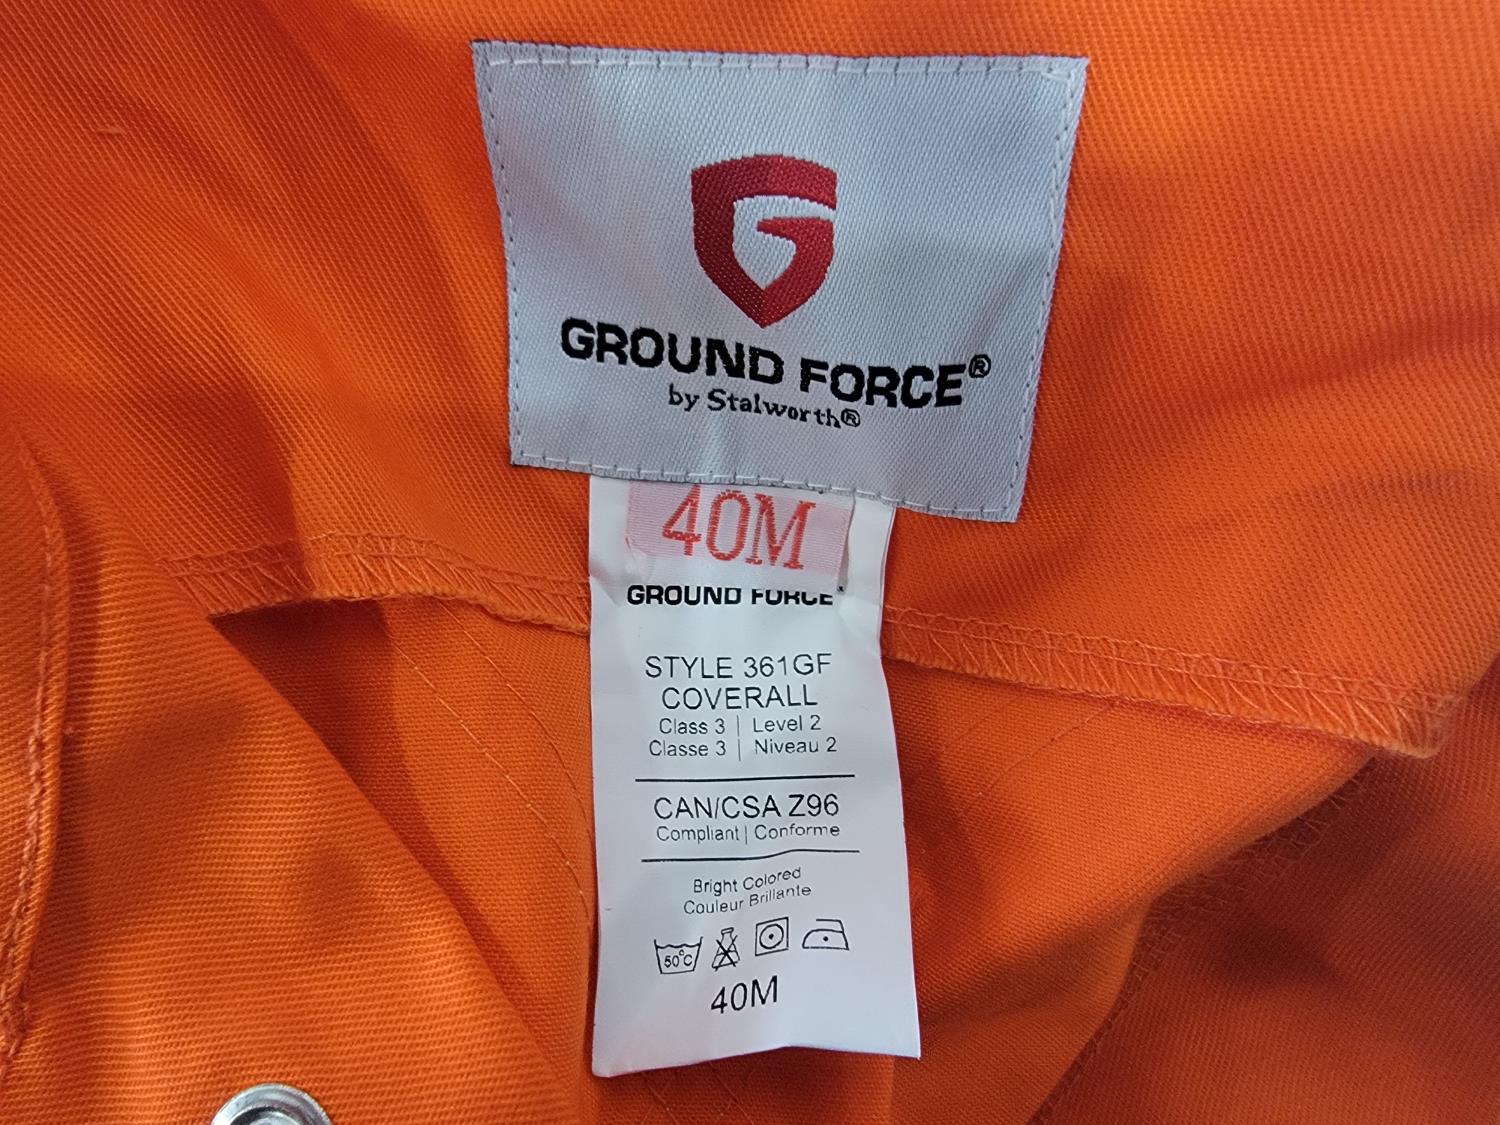 G
GROUND FORCE®
by Stalworth®
40M
GROUND FORCE
STYLE 361GF
COVERALL
Class 3 | Level 2
Classe 3 | Niveau 2
CAN/CSA Z96
Compliant | Conforme
Bright Colored
Couleur Brillante
50°C
40M